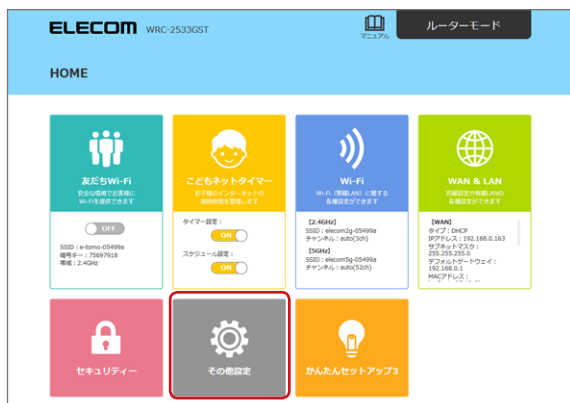 ELECOM WRC-2533GST
マニュアル
ルーターモード
HOME
友だちWi-Fi
安全な環境でお客様に
Wi-Fiを提供できます
OFF
SSID : e-tomo-05499a
暗号キー : 75697918
帯域 : 2.4GHz
こどもネットタイマー
お子様のインターネットの
接続時間を管理します
タイマー設定 :
ON
スケジュール設定 :
ON
Wi-Fi
Wi-Fi（無線LAN）に関する
各種設定ができます
【2.4GHz】
SSID : elecom2g-05499a
チャンネル : auto(3ch)
【5GHz】
SSID : elecom5g-05499a
チャンネル : auto(52ch)
WAN & LAN
回線設定や有線LANの
各種設定ができます
【WAN】
タイプ : DHCP
IPアドレス : 192.168.0.163
サブネットマスク :
255.255.255.0
デフォルトゲートウェイ :
192.168.0.1
MACアドレス :
セキュリティー
その他設定
かんたんセットアップ3